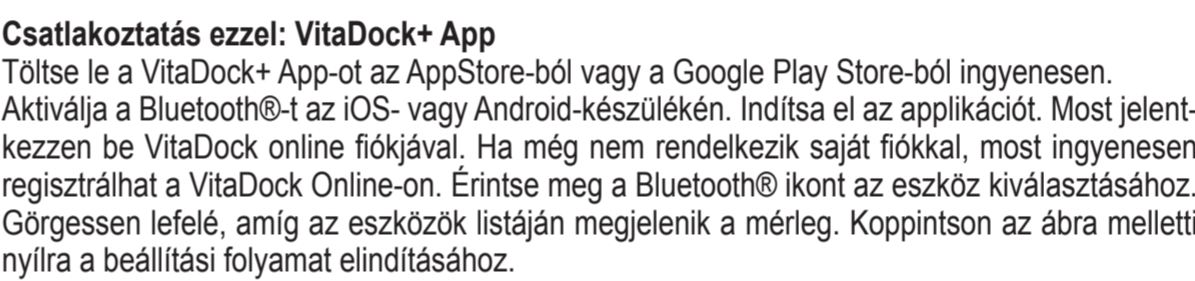 Csatlakoztatás ezzel: VitaDock+ App
Töltse le a VitaDock+ App-ot az AppStore-ból vagy a Google Play Store-ból ingyenesen.
Aktiválja a Bluetooth®-t az iOS- vagy Android-készülékén. Indítsa el az applikációt. Most jelent-
kezzen be VitaDock online fiókjával. Ha még nem rendelkezik saját fiókkal, most ingyenesen
regisztrálhat a VitaDock Online-on. Érintse meg a Bluetooth® ikont az eszköz kiválasztásához.
Görgessen lefelé, amíg az eszközök listáján megjelenik a mérleg. Koppintson az ábra melletti
nyílra a beállítási folyamat elindításához.